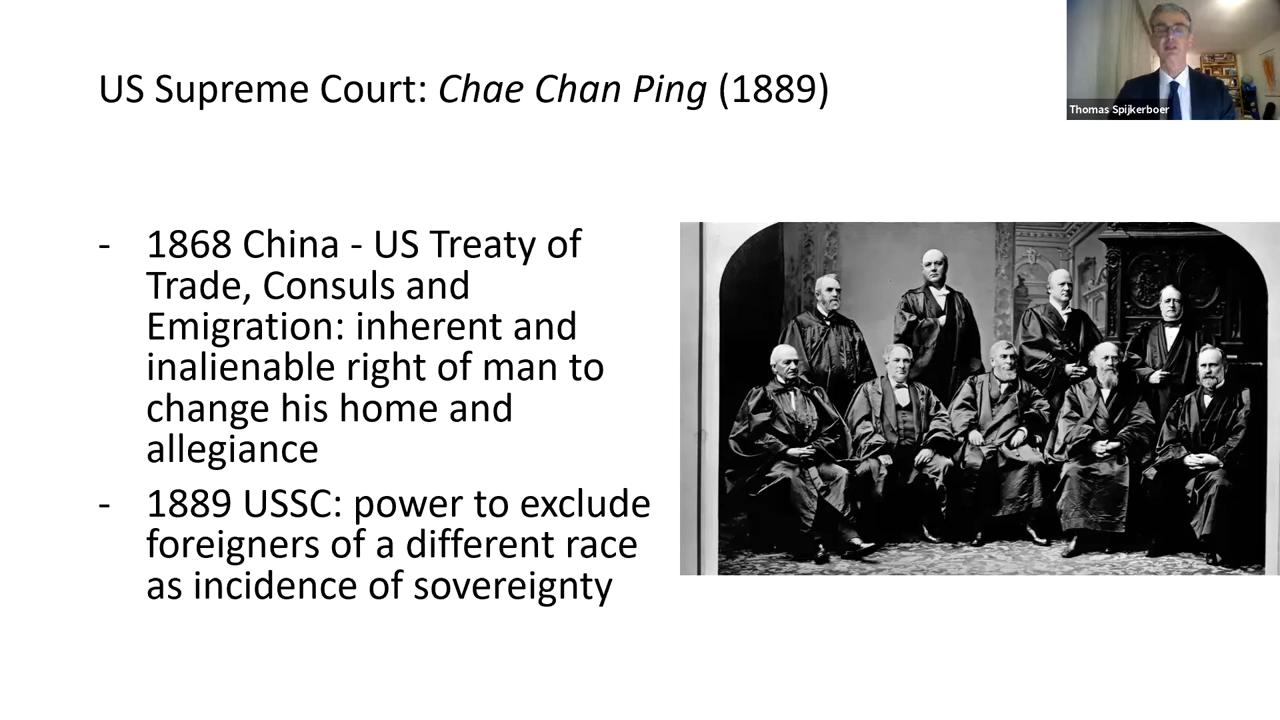 US Supreme Court: Chae Chan Ping (1889)
Thomas Spijkerboer
- 1868 China - US Treaty of
Trade, Consuls and
Emigration: inherent and
inalienable right of man to
change his home and
allegiance
- 1889 USSC: power to exclude
foreigners of a different race
as incidence of sovereignty